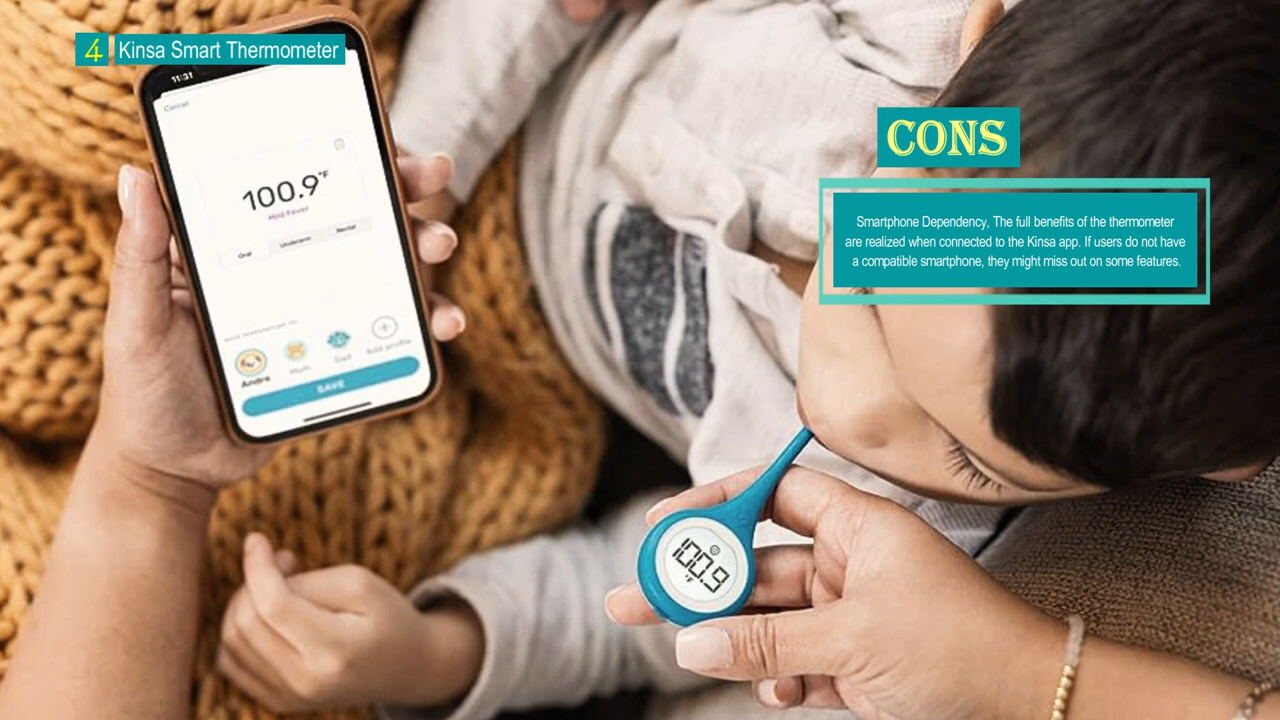 4 Kinsa Smart Thermometer
11:31
Cancel
100.9°F
Mild Fever
Oral Underarm Rectal
Andre Mum Dad Add profile
SAVE
CONS
Smartphone Dependency, The full benefits of the thermometer
are realized when connected to the Kinsa app. If users do not have
a compatible smartphone, they might miss out on some features.
100.9
°F